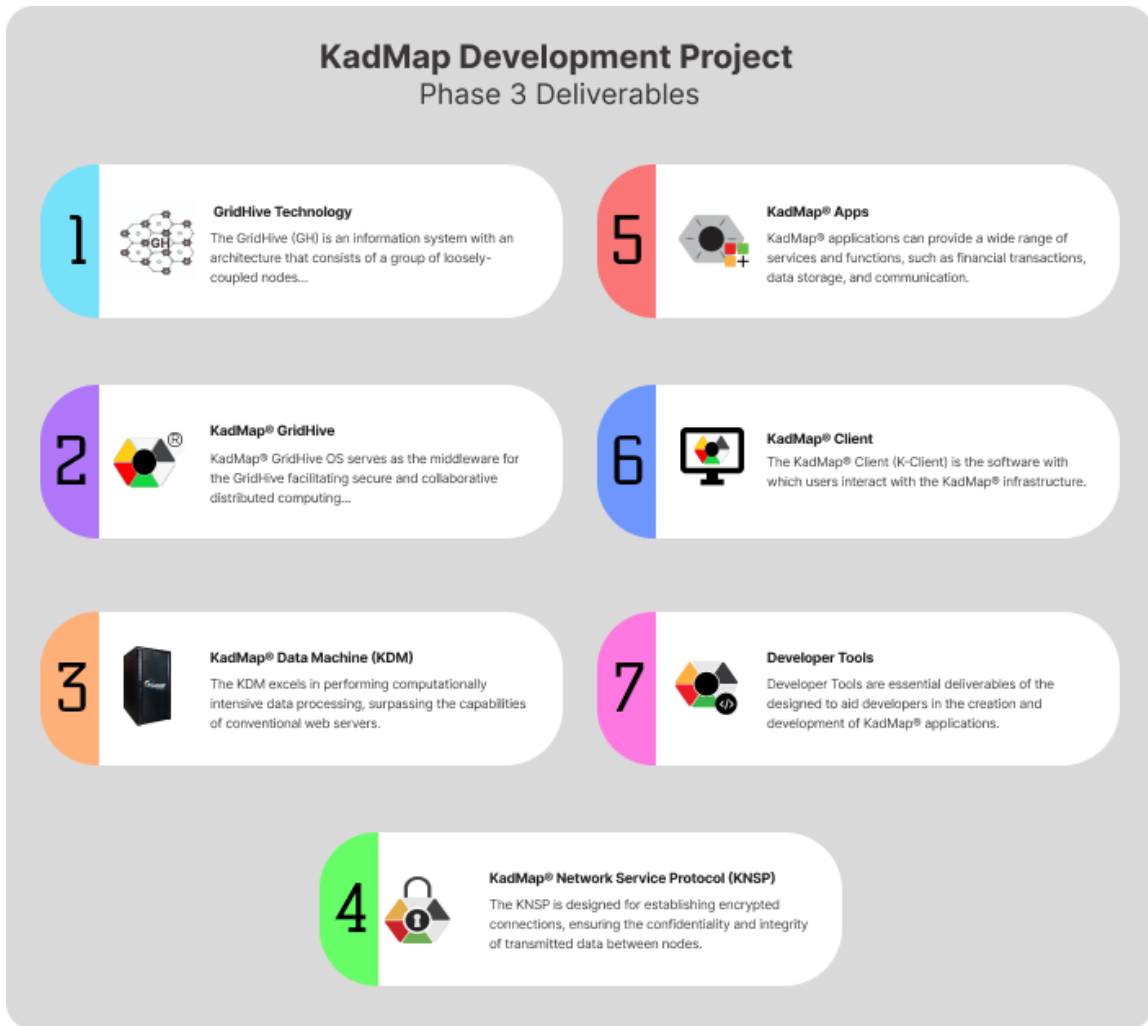 KadMap Development Project
Phase 3 Deliverables
1
GH
GridHive Technology
The GridHive (GH) is an information system with an
architecture that consists of a group of loosely-
coupled nodes...
2
®
KadMap® GridHive
KadMap® GridHive OS serves as the middleware for
the GridHive facilitating secure and collaborative
distributed computing...
3
KadMap® Data Machine (KDM)
The KDM excels in performing computationally
intensive data processing, surpassing the capabilities
of conventional web servers.
4
KadMap® Network Service Protocol (KNSP)
The KNSP is designed for establishing encrypted
connections, ensuring the confidentiality and integrity
of transmitted data between nodes.
5
KadMap® Apps
KadMap® applications can provide a wide range of
services and functions, such as financial transactions,
data storage, and communication.
6
KadMap® Client
The KadMap® Client (K-Client) is the software with
which users interact with the KadMap® infrastructure.
7
</>
Developer Tools
Developer Tools are essential deliverables of the
designed to aid developers in the creation and
development of KadMap® applications.